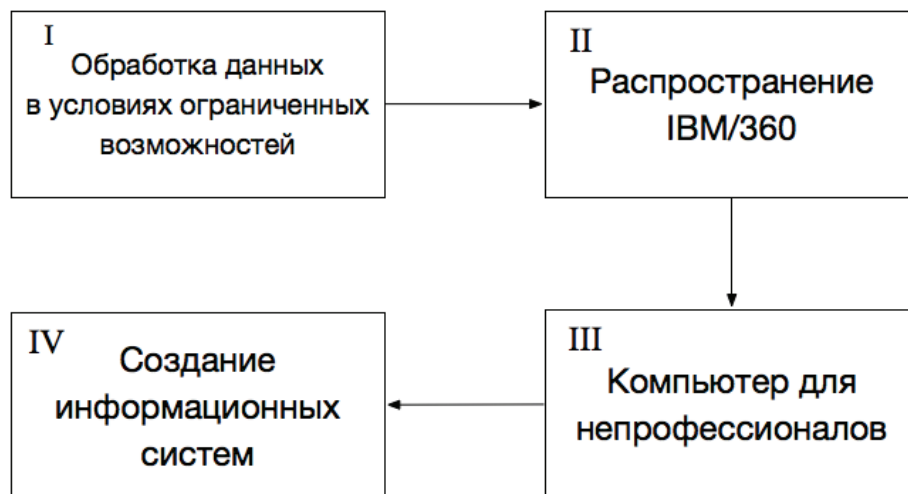 I
Обработка данных
в условиях ограниченных
возможностей
II
Распространение
IBM/360
III
Компьютер для
непрофессионалов
IV
Создание
информационных
систем